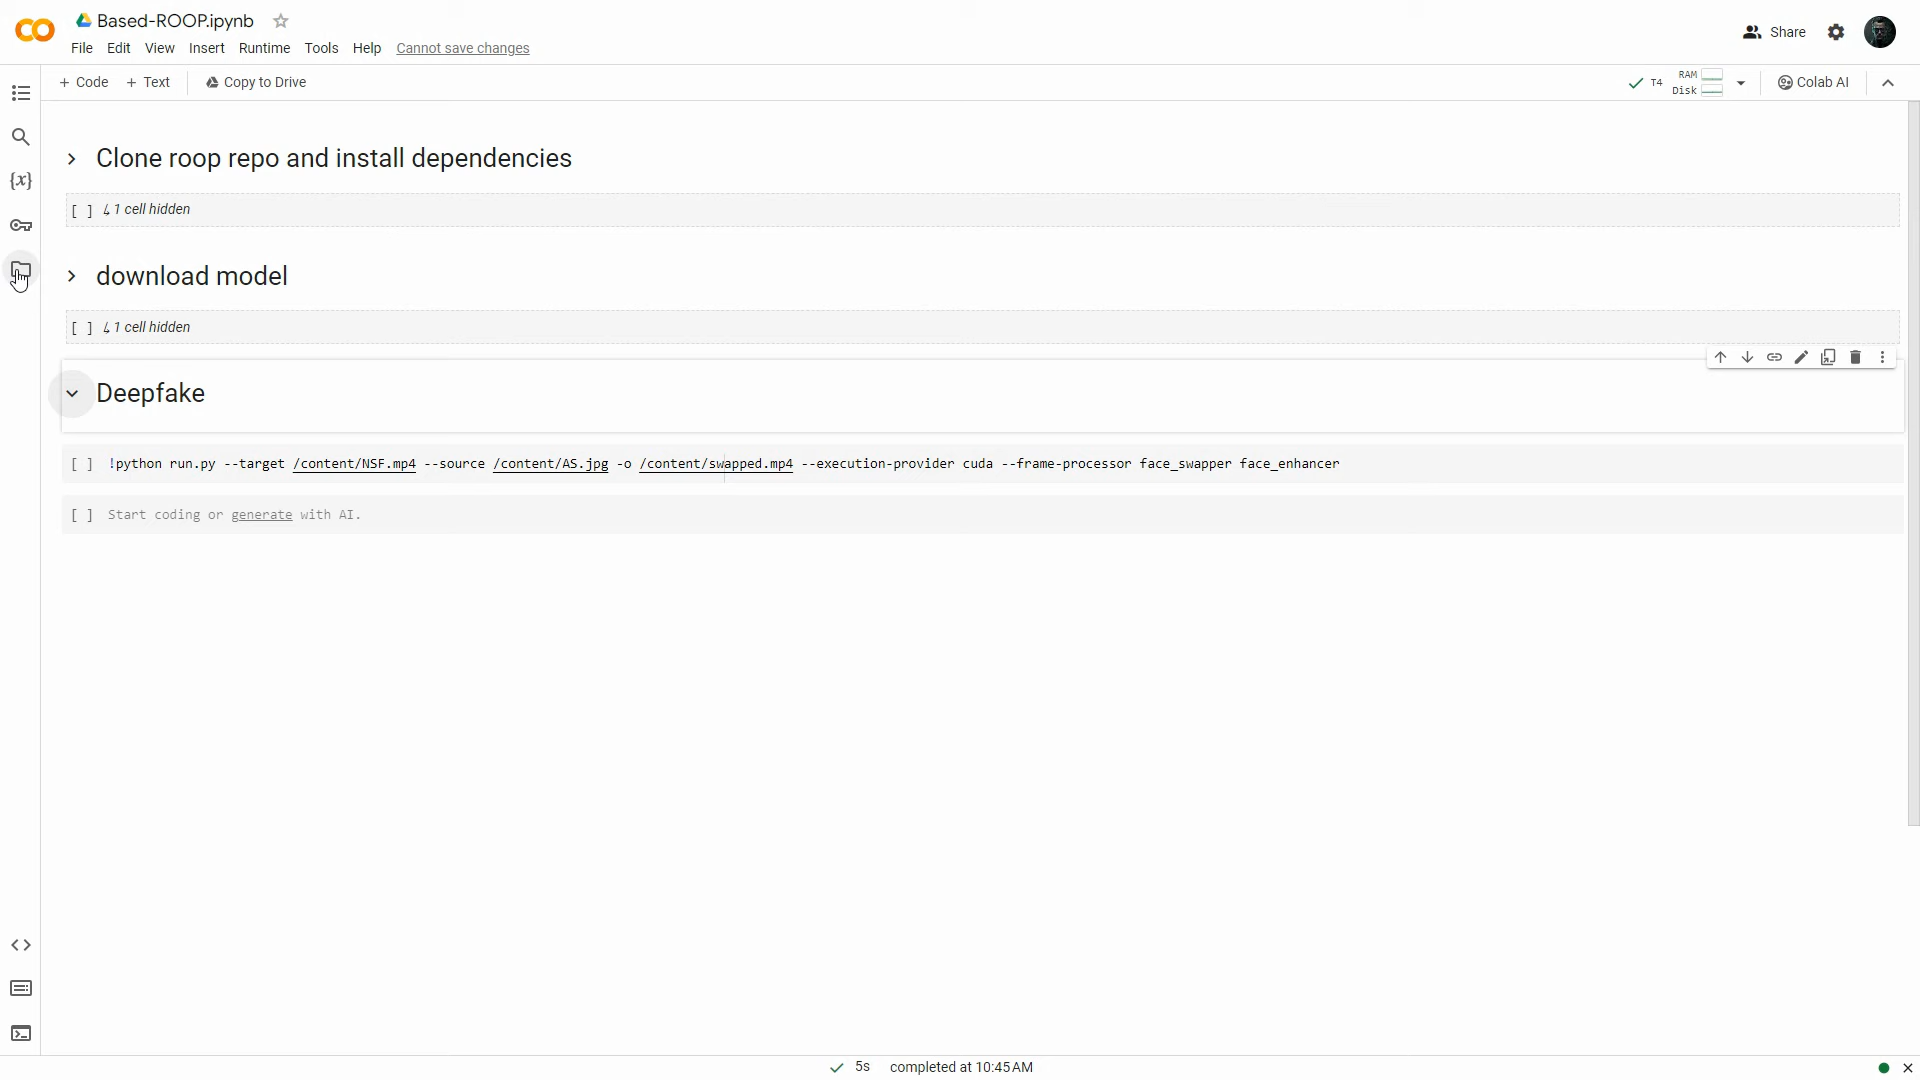 Based-ROOP.ipynb
File Edit View Insert Runtime Tools Help Cannot save changes
Share
+ Code + Text Copy to Drive
T4 RAM Disk Colab AI
{x}
Clone roop repo and install dependencies
[ ] ↳ 1 cell hidden
download model
[ ] ↳ 1 cell hidden
Deepfake
[ ] !python run.py --target /content/NSF.mp4 --source /content/AS.jpg -o /content/swapped.mp4 --execution-provider cuda --frame-processor face_swapper face_enhancer
[ ] Start coding or generate with AI.
5s completed at 10:45 AM